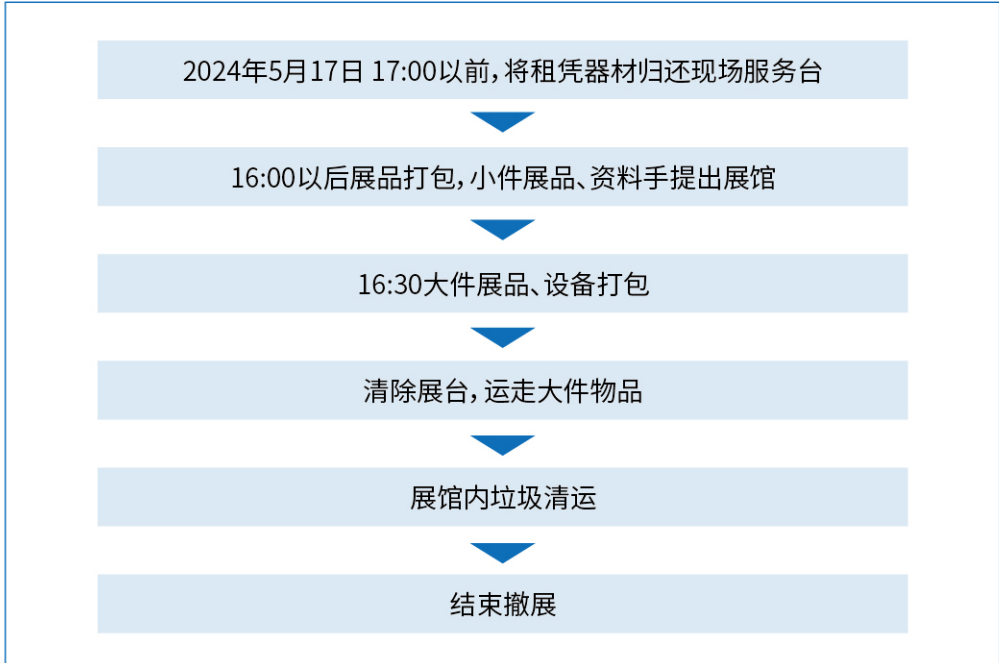 2024年5月17日 17:00以前，将租凭器材归还现场服务台
16:00以后展品打包，小件展品、资料手提出展馆
16:30大件展品、设备打包
清除展台，运走大件物品
展馆内垃圾清运
结束撤展